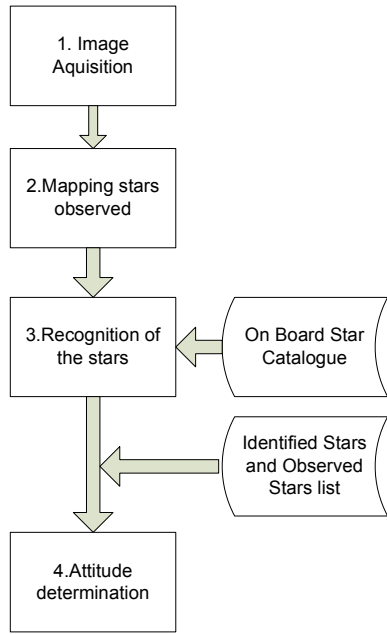 1. Image
Aquisition
2.Mapping stars
observed
3.Recognition of
the stars
On Board Star
Catalogue
Identified Stars
and Observed
Stars list
4.Attitude
determination